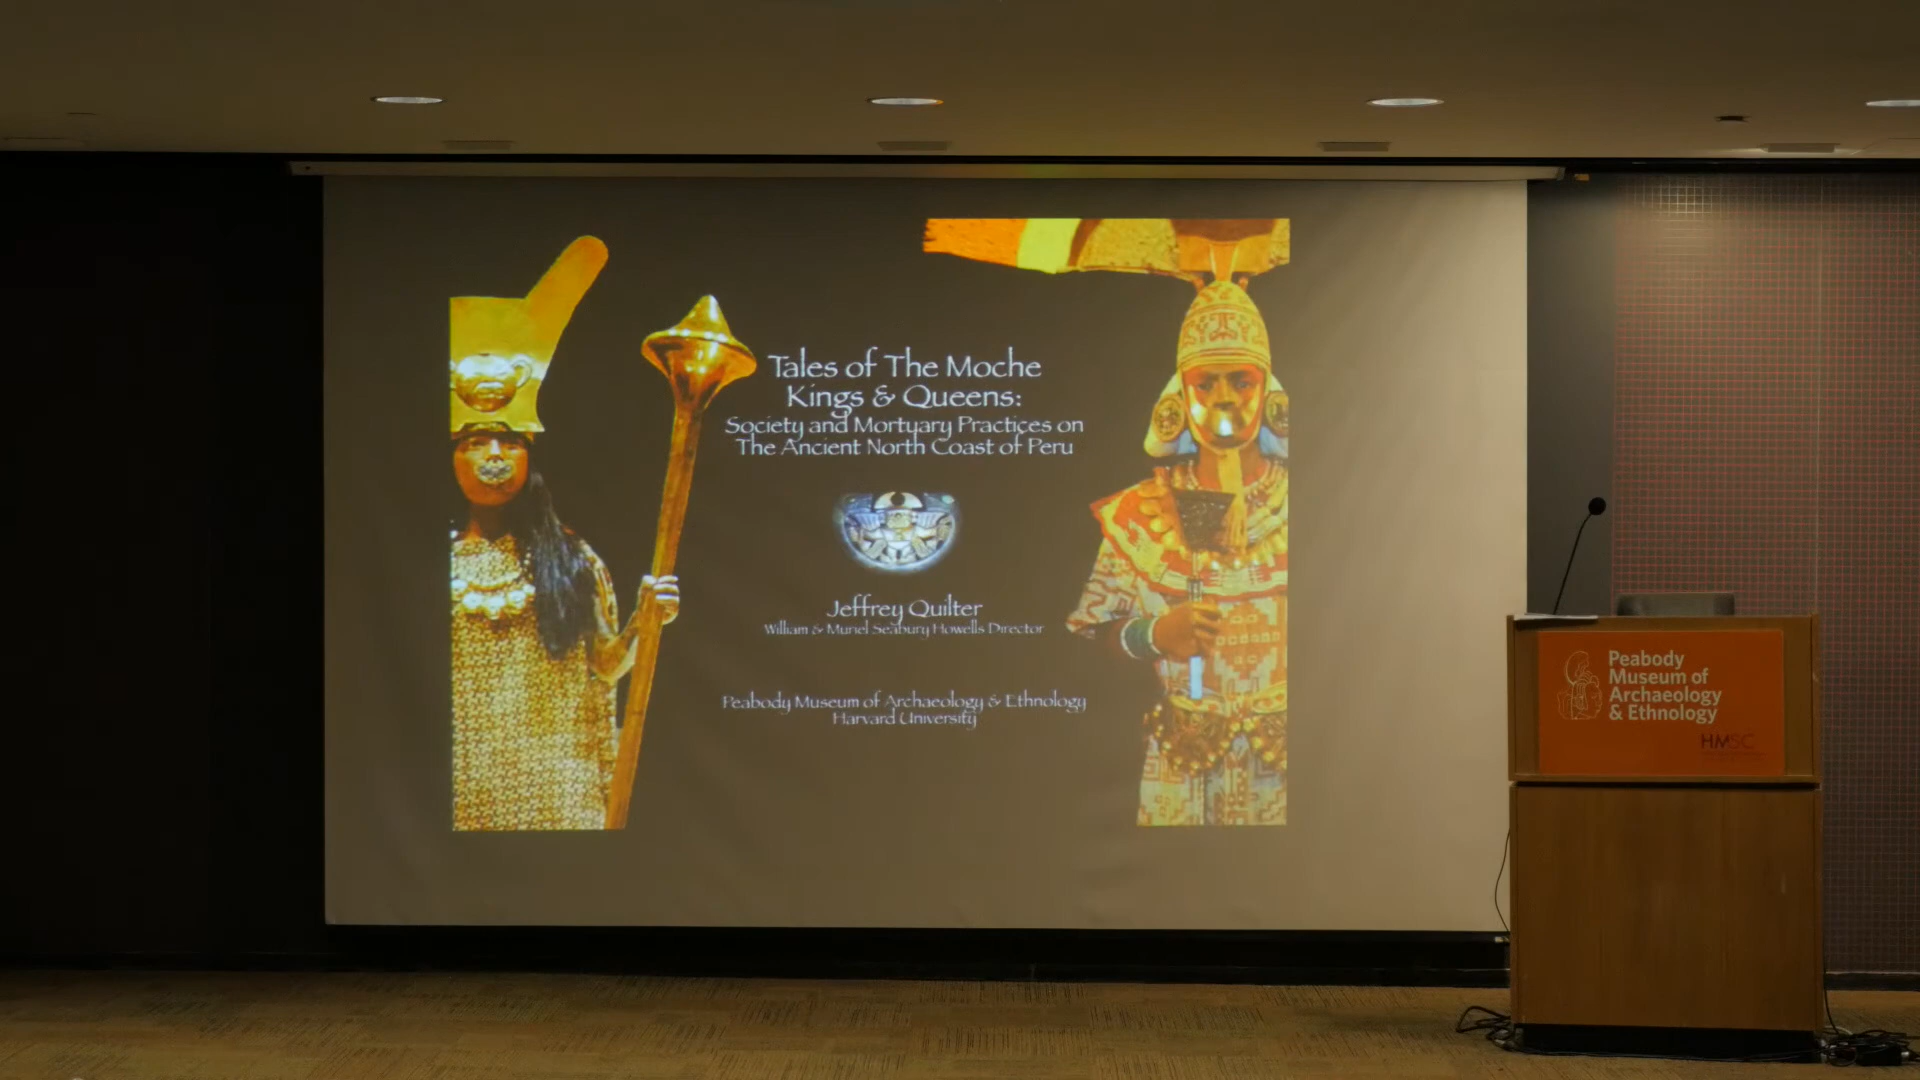 Tales of The Moche
Kings & Queens:
Society and Mortuary Practices on
The Ancient North Coast of Peru
Jeffrey Quilter
William & Muriel Seabury Howells Director
Peabody Museum of Archaeology & Ethnology
Harvard University
Peabody
Museum of
Archaeology
& Ethnology
HMSC